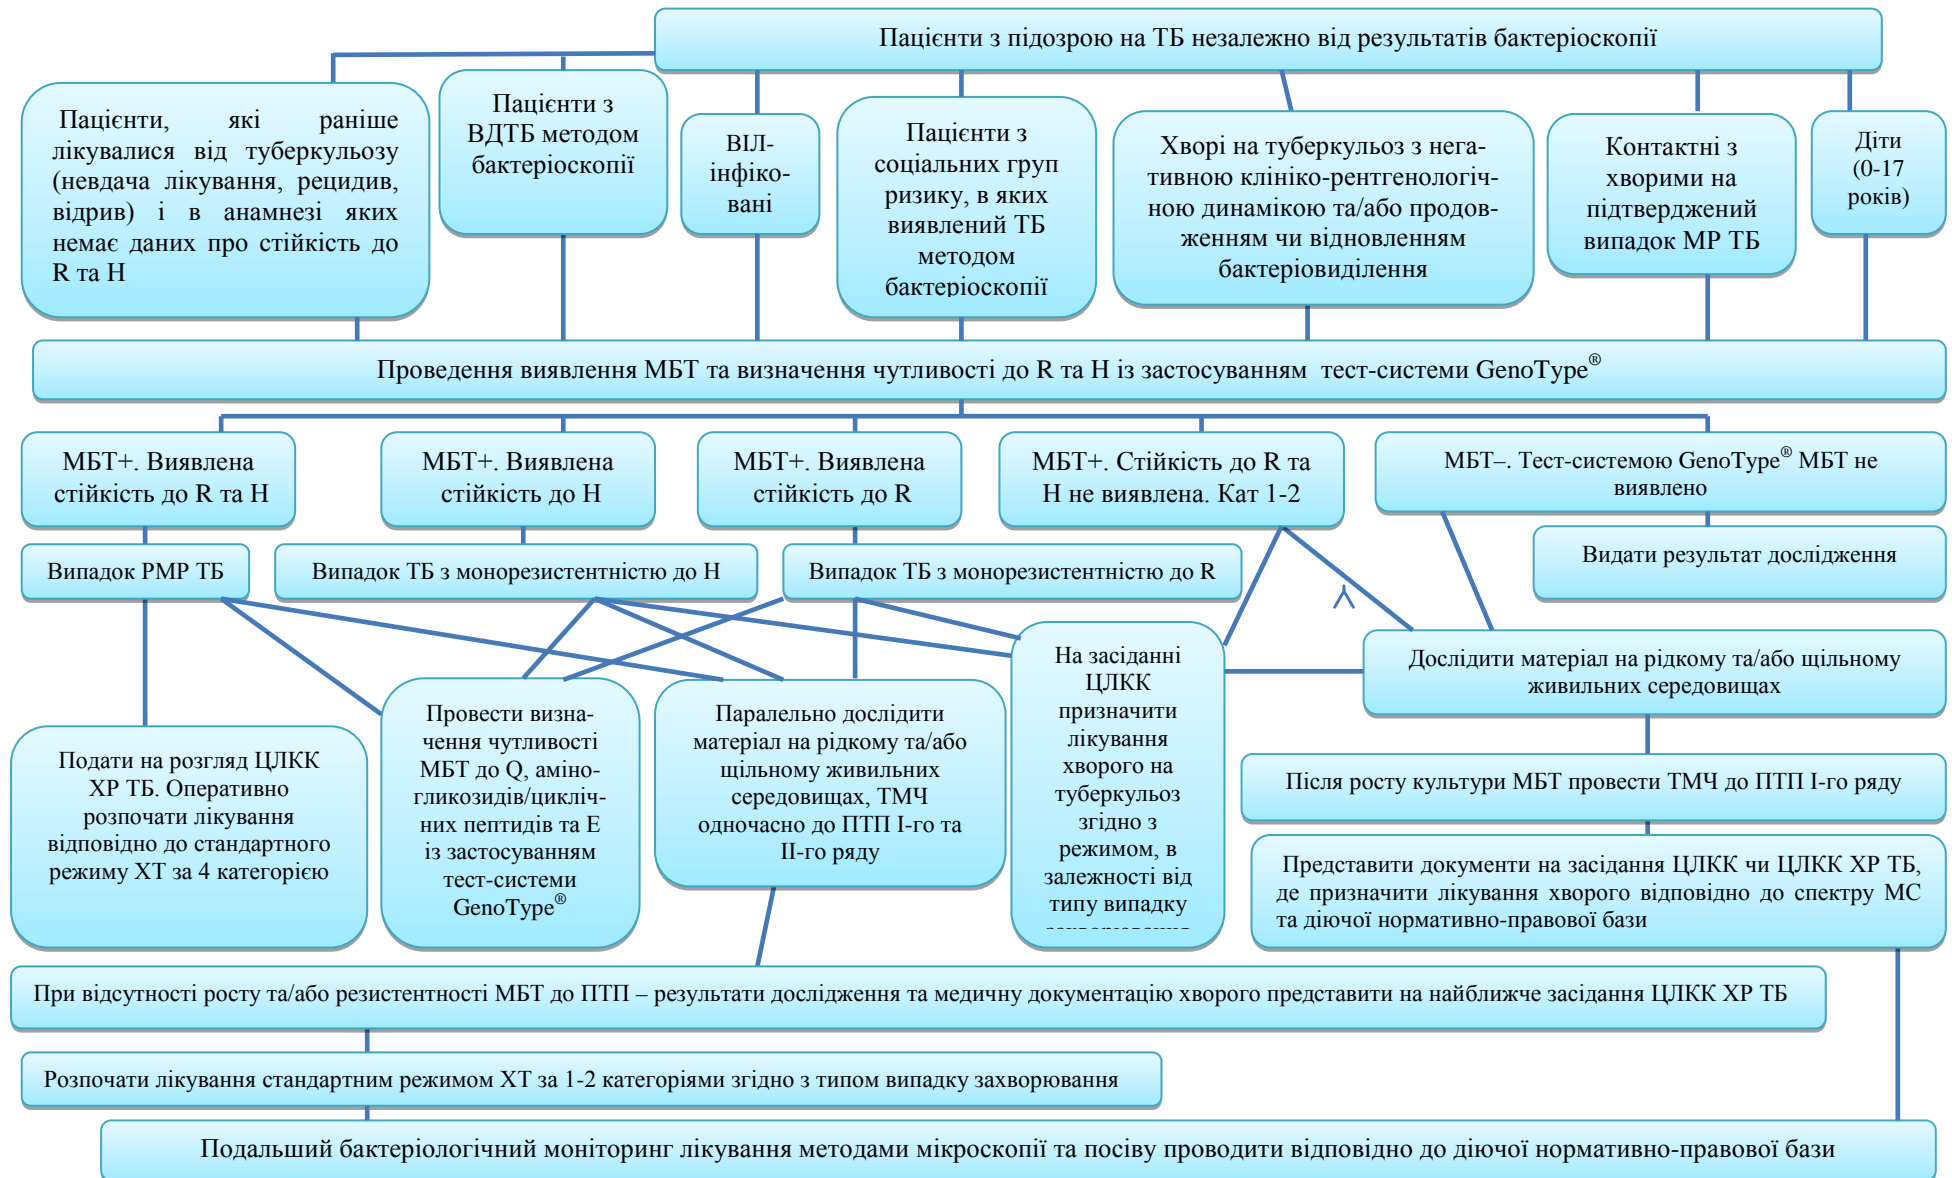 Пацієнти з підозрою на ТБ незалежно від результатів бактеріоскопії
Пацієнти, які раніше
лікувалися від туберкульозу
(невдача лікування, рецидив,
відрив) і в анамнезі яких
немає даних про стійкість до
R та H
Пацієнти з
ВДТБ методом
бактеріоскопії
ВІЛ-
інфіко-
вані
Пацієнти з
соціальних груп
ризику, в яких
виявлений ТБ
методом
бактеріоскопії
Хворі на туберкульоз з нега-
тивною клініко-рентгенологіч-
ною динамікою та/або продов-
женням чи відновленням
бактеріовиділення
Контактні з
хворими на
підтверджений
випадок МР ТБ
Діти
(0-17
років)
Проведення виявлення МБТ та визначення чутливості до R та H із застосуванням тест-системи GenoType®
МБТ+. Виявлена
стійкість до R та H
МБТ+. Виявлена
стійкість до H
МБТ+. Виявлена
стійкість до R
МБТ+. Стійкість до R та
H не виявлена. Кат 1-2
МБТ–. Тест-системою GenoType® МБТ не
виявлено
Випадок РМР ТБ
Випадок ТБ з монорезистентністю до H
Випадок ТБ з монорезистентністю до R
Видати результат дослідження
Подати на розгляд ЦЛКК
ХР ТБ. Оперативно
розпочати лікування
відповідно до стандартного
режиму ХТ за 4 категорією
Провести визна-
чення чутливості
МБТ до Q, аміно-
гликозидів/цикліч-
них пептидів та Е
із застосуванням
тест-системи
GenoType®
Паралельно дослідити
матеріал на рідкому та/або
щільному живильних
середовищах, ТМЧ
одночасно до ПТП І-го та
ІІ-го ряду
На засіданні
ЦЛКК
призначити
лікування
хворого на
туберкульоз
згідно з
режимом, в
залежності від
типу випадку
Дослідити матеріал на рідкому та/або щільному
живильних середовищах
Після росту культури МБТ провести ТМЧ до ПТП І-го ряду
Представити документи на засідання ЦЛКК чи ЦЛКК ХР ТБ,
де призначити лікування хворого відповідно до спектру МС
та діючої нормативно-правової бази
При відсутності росту та/або резистентності МБТ до ПТП – результати дослідження та медичну документацію хворого представити на найближче засідання ЦЛКК ХР ТБ
Розпочати лікування стандартним режимом ХТ за 1-2 категоріями згідно з типом випадку захворювання
Подальший бактеріологічний моніторинг лікування методами мікроскопії та посіву проводити відповідно до діючої нормативно-правової бази